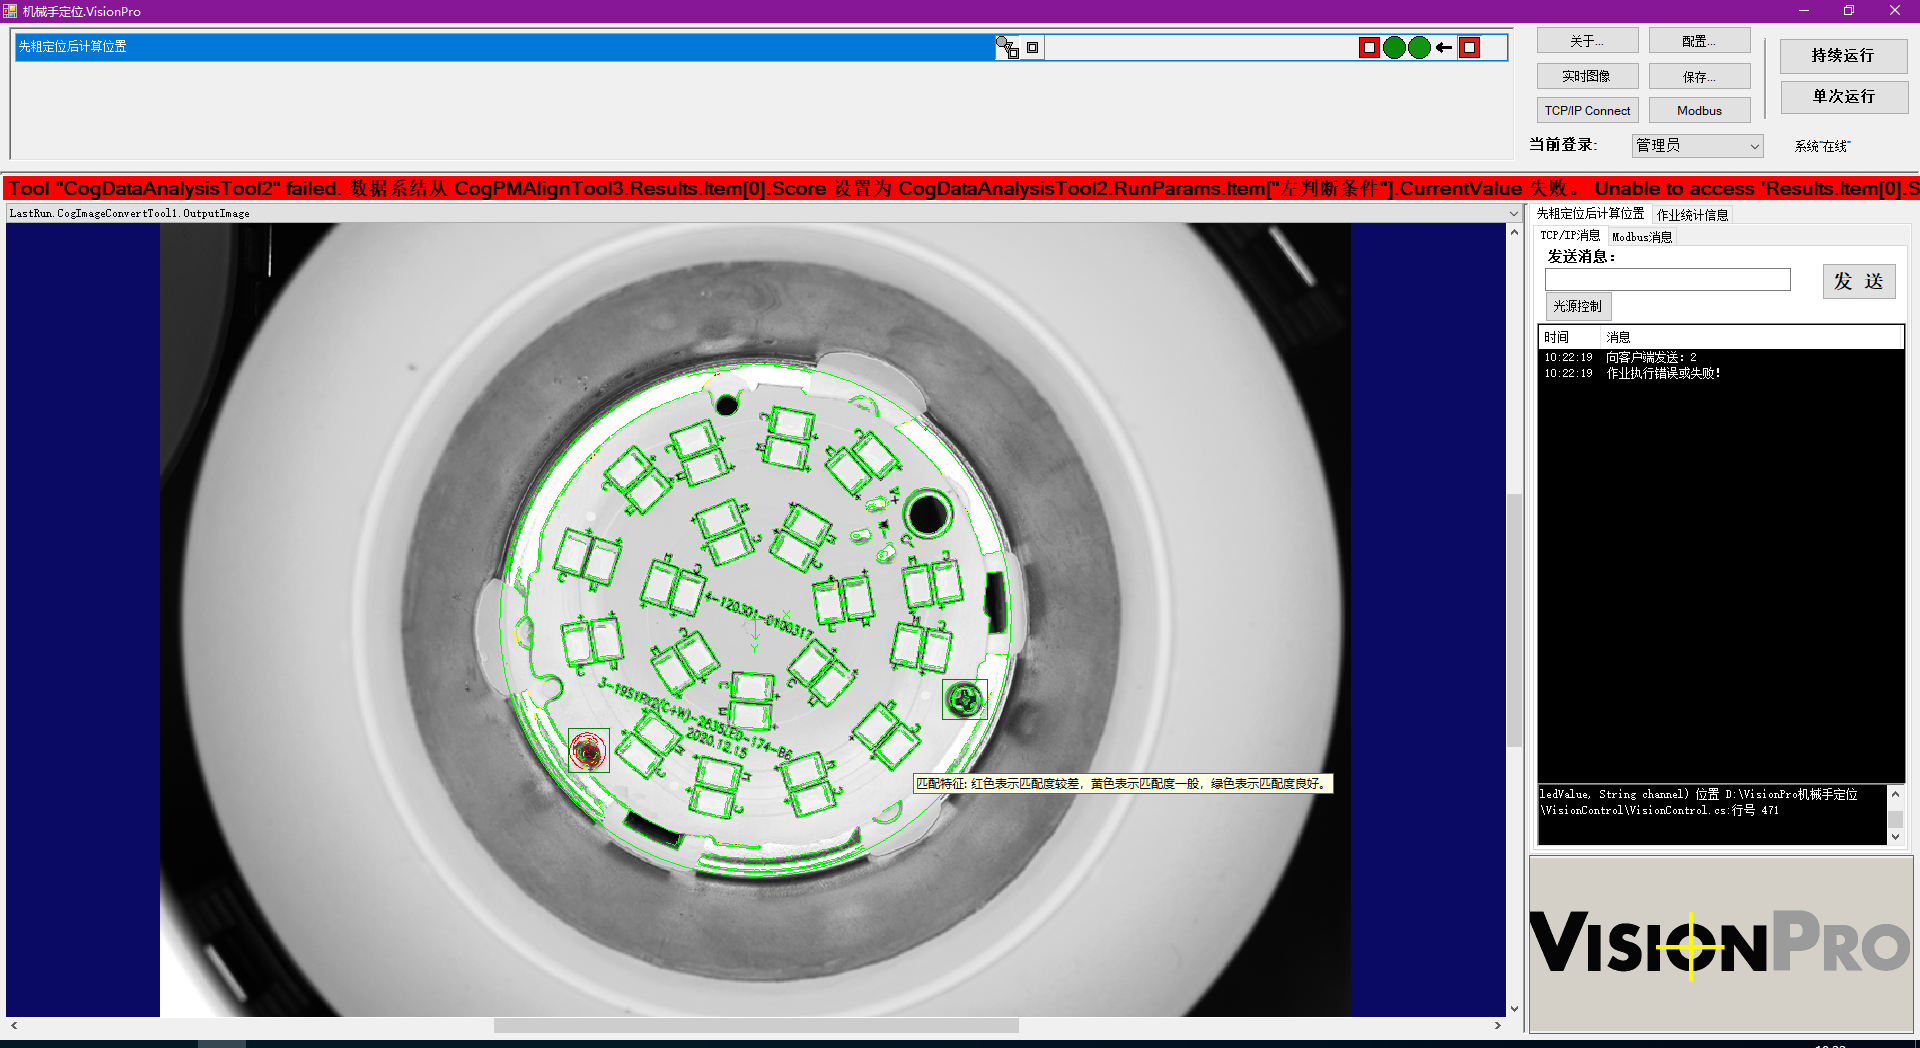 机械手定位.VisionPro
先粗定位后计算位置
关于...
配置...
实时图像
保存...
TCP/IP Connect
Modbus
持续运行
单次运行
当前登录:
管理员
系统"在线"
Tool "CogDataAnalysisTool2" failed. 数据系结从 CogPMAlignTool3.Results.Item[0].Score 设置为 CogDataAnalysisTool2.RunParams.Item["左判断条件"].CurrentValue 失败。 Unable to access 'Results.Item[0].S
LastRun.CogImageConvertTool1.OutputImage
先粗定位后计算位置
作业统计信息
TCP/IP消息
Modbus消息
发送消息：
发 送
光源控制
时间
消息
10:22:19 向客户端发送：2
10:22:19 作业执行错误或失败!
4-120301-0100317
X
Y
2020.12.15
匹配特征: 红色表示匹配度较差，黄色表示匹配度一般，绿色表示匹配度良好。
ledValue, String channel) 位置 D:\VisionPro机械手定位
\VisionControl\VisionControl.cs:行号 471
VISIONPRO